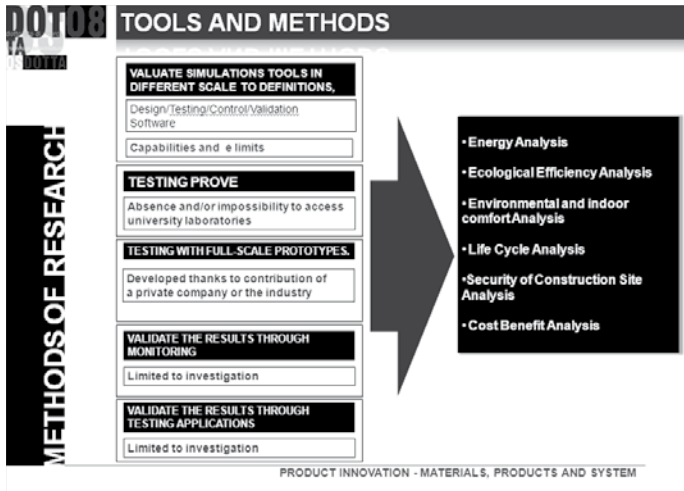 DOT08
TA
OSDOTTA
TOOLS AND METHODS
METHODS OF RESEARCH
VALUATE SIMULATIONS TOOLS IN
DIFFERENT SCALE TO DEFINITIONS,
Design/Testing/Control/Validation
Software
Capabilities and e limits
TESTING PROVE
Absence and/or impossibility to access
university laboratories
TESTING WITH FULL-SCALE PROTOTYPES.
Developed thanks to contribution of
a private company or the industry
VALIDATE THE RESULTS THROUGH
MONITORING
Limited to investigation
VALIDATE THE RESULTS THROUGH
TESTING APPLICATIONS
Limited to investigation
•Energy Analysis
•Ecological Efficiency Analysis
•Environmental and indoor
comfortAnalysis
•Life Cycle Analysis
•Security of Construction Site
Analysis
•Cost Benefit Analysis
PRODUCT INNOVATION - MATERIALS, PRODUCTS AND SYSTEM